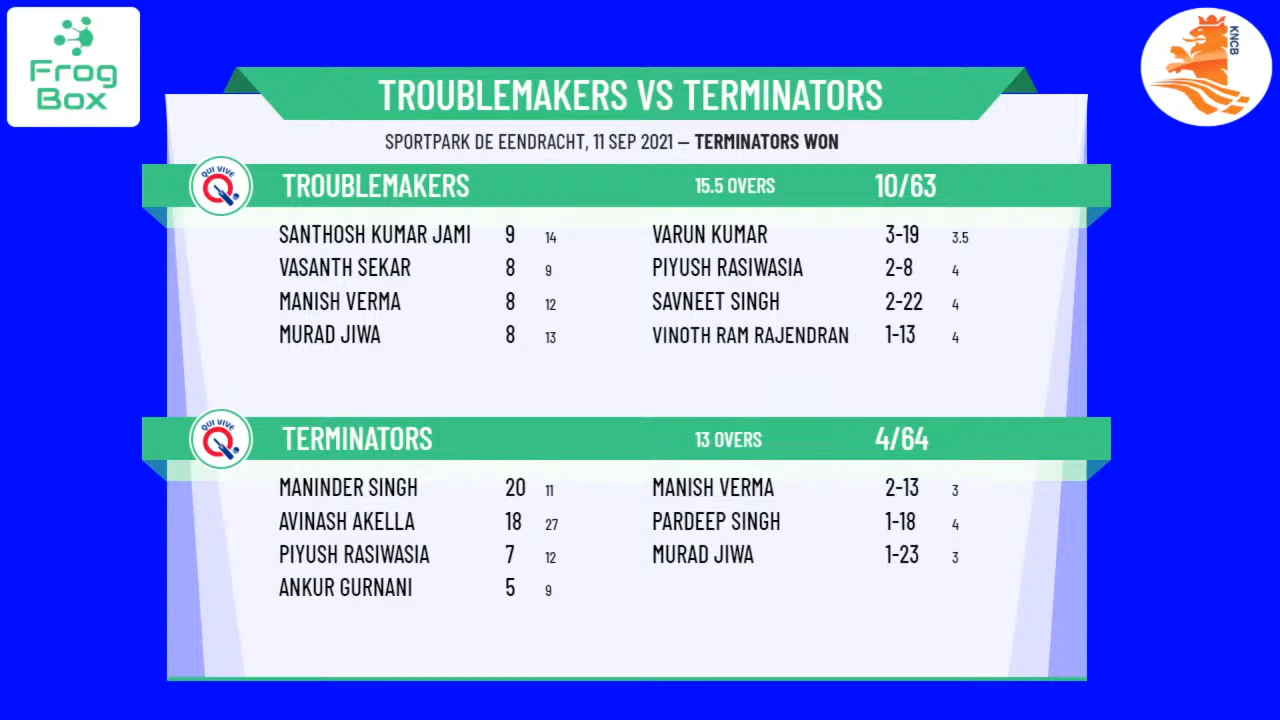 Frog
Box
KNCB
TROUBLEMAKERS VS TERMINATORS
SPORTPARK DE EENDRACHT, 11 SEP 2021 – TERMINATORS WON
QUI VIVE
TROUBLEMAKERS 15.5 OVERS 10/63
SANTHOSH KUMAR JAMI 9 14 VARUN KUMAR 3-19 3.5
VASANTH SEKAR 8 9 PIYUSH RASIWASIA 2-8 4
MANISH VERMA 8 12 SAVNEET SINGH 2-22 4
MURAD JIWA 8 13 VINOTH RAM RAJENDRAN 1-13 4
QUI VIVE
TERMINATORS 13 OVERS 4/64
MANINDER SINGH 20 11 MANISH VERMA 2-13 3
AVINASH AKELLA 18 27 PARDEEP SINGH 1-18 4
PIYUSH RASIWASIA 7 12 MURAD JIWA 1-23 3
ANKUR GURNANI 5 9